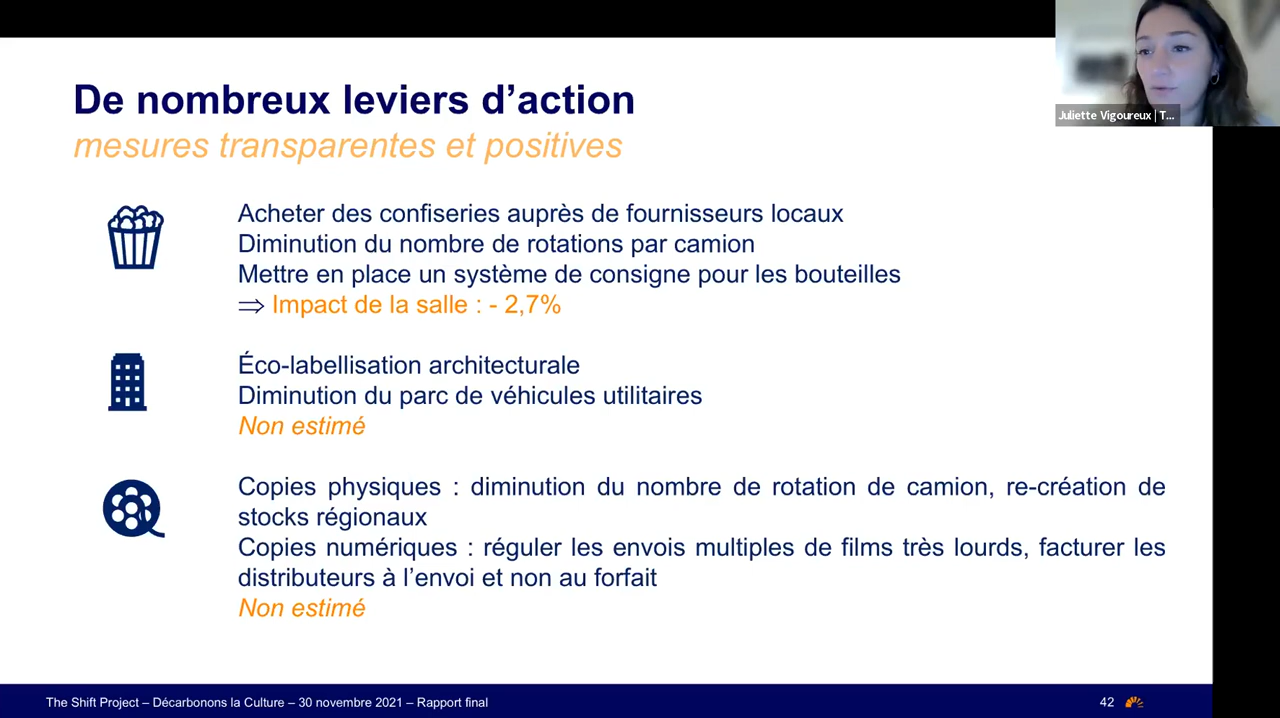 De nombreux leviers d’action
mesures transparentes et positives
Juliette Vigoureux | T...
Acheter des confiseries auprès de fournisseurs locaux
Diminution du nombre de rotations par camion
Mettre en place un système de consigne pour les bouteilles
⇒ Impact de la salle : - 2,7%
Éco-labellisation architecturale
Diminution du parc de véhicules utilitaires
Non estimé
Copies physiques : diminution du nombre de rotation de camion, re-création de
stocks régionaux
Copies numériques : réguler les envois multiples de films très lourds, facturer les
distributeurs à l’envoi et non au forfait
Non estimé
The Shift Project – Décarbonons la Culture – 30 novembre 2021 – Rapport final
42